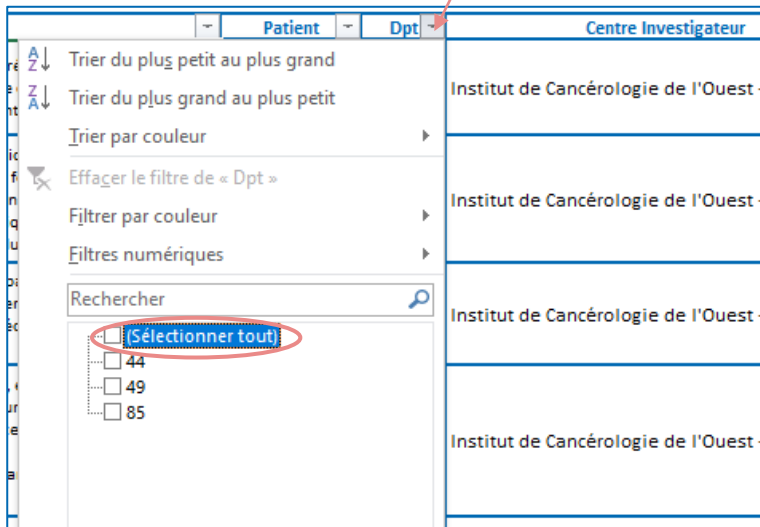 Patient Dpt Centre Investigateur
Trier du plus petit au plus grand
Trier du plus grand au plus petit
Trier par couleur
Effacer le filtre de « Dpt »
Filtrer par couleur
Filtres numériques
Rechercher
(Sélectionner tout)
44
49
85
Institut de Cancérologie de l'Ouest -
Institut de Cancérologie de l'Ouest -
Institut de Cancérologie de l'Ouest -
Institut de Cancérologie de l'Ouest -